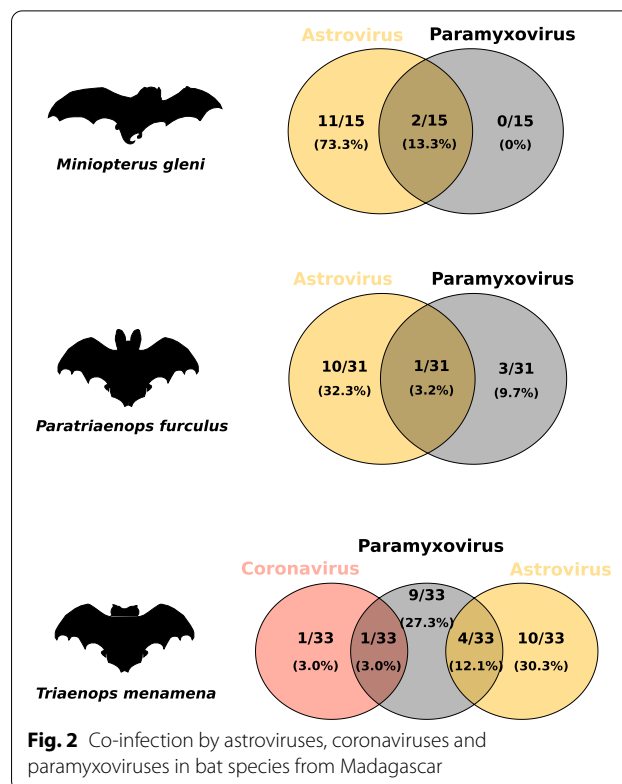 Astrovirus Paramyxovirus
11/15 2/15 0/15
(73.3%) (13.3%) (0%)
Miniopterus gleni
Astrovirus Paramyxovirus
10/31 1/31 3/31
(32.3%) (3.2%) (9.7%)
Paratriaenops furculus
Paramyxovirus
Coronavirus Astrovirus
9/33
(27.3%)
1/33 1/33 4/33 10/33
(3.0%) (3.0%) (12.1%) (30.3%)
Triaenops menamena
Fig. 2 Co-infection by astroviruses, coronaviruses and
paramyxoviruses in bat species from Madagascar